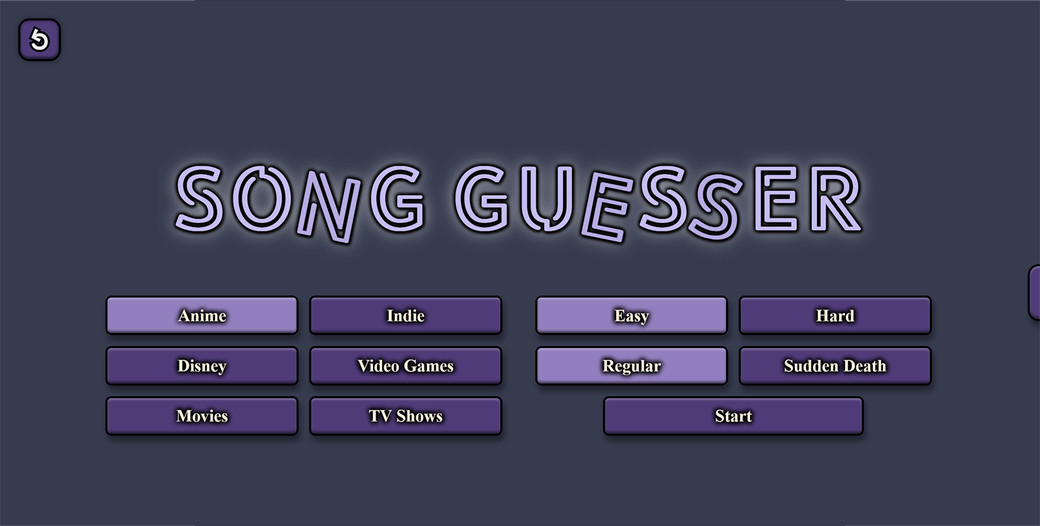 SONG GUESSER
Anime
Indie
Easy
Hard
Disney
Video Games
Regular
Sudden Death
Movies
TV Shows
Start